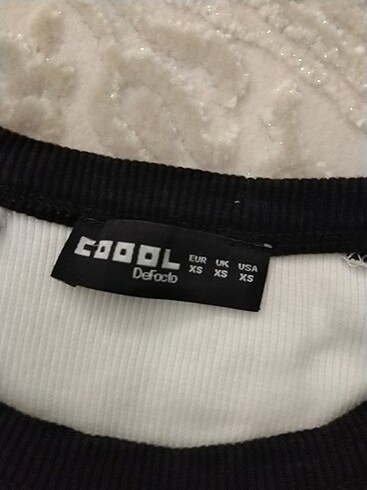 COOOL
DeFacto
EUR UK USA
XS XS XS